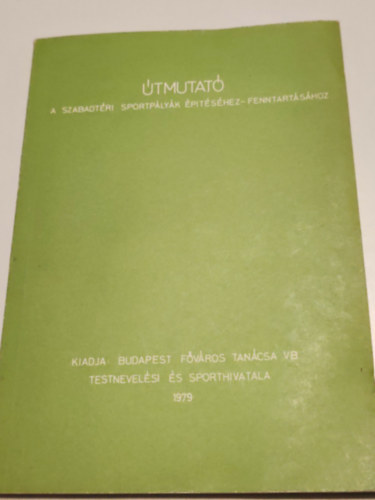 ÚTMUTATÓ
A SZABADTÉRI SPORTPÁLYÁK ÉPÍTÉSÉHEZ-FENNTARTÁSÁHOZ
KIADJA: BUDAPEST FŐVÁROS TANÁCSA VB
TESTNEVELÉSI ÉS SPORTHIVATALA
1979